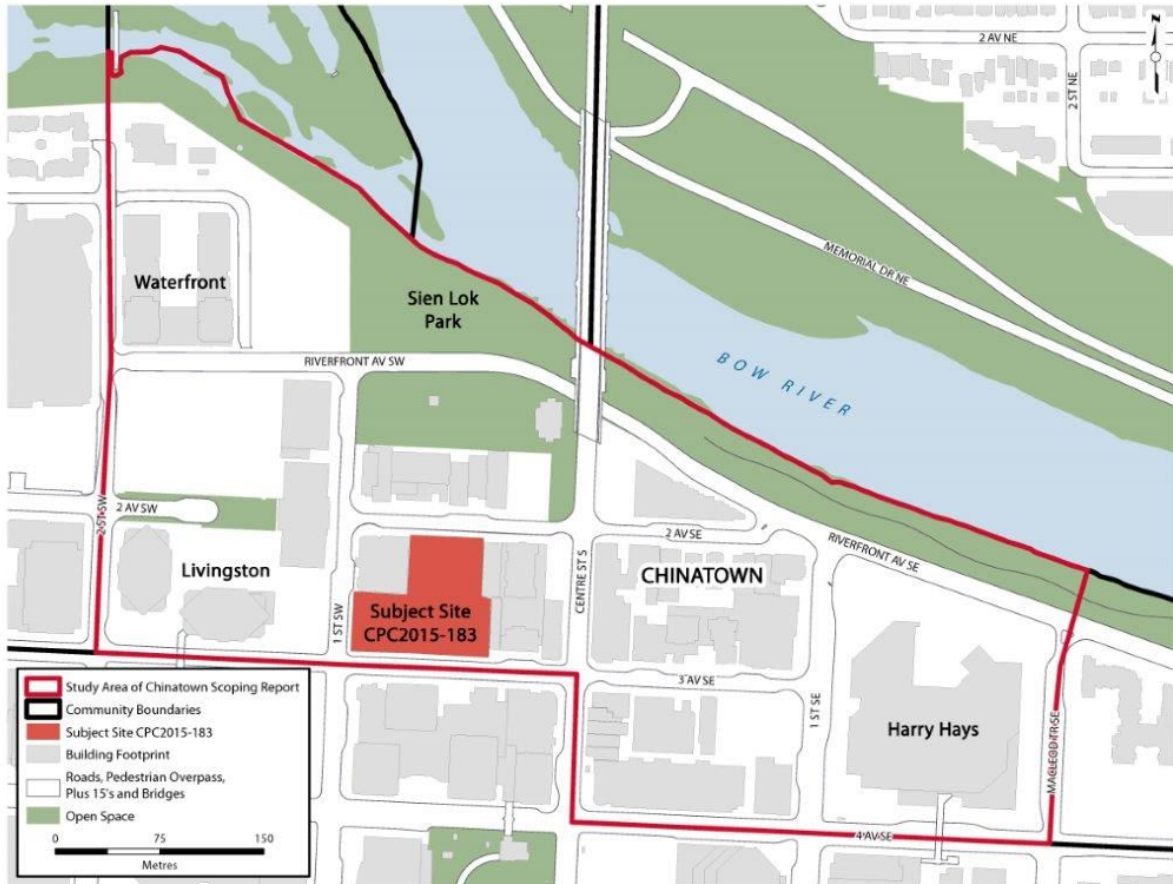 2 AV NE
N
2 ST NE
MEMORIAL DR NE
Waterfront
Sien Lok
Park
RIVERFRONT AV SW
BOW RIVER
2 ST SW
2 AV SW
Livingston
1 ST SW
Subject Site
CPC2015-183
CENTRE ST S
2 AV SE
CHINATOWN
RIVERFRONT AV SE
3 AV SE
1 ST SE
Harry Hays
MACLEOD TR SE
4 AV SE
Study Area of Chinatown Scoping Report
Community Boundaries
Subject Site CPC2015-183
Building Footprint
Roads, Pedestrian Overpass,
Plus 15's and Bridges
Open Space
0 75 150
Metres